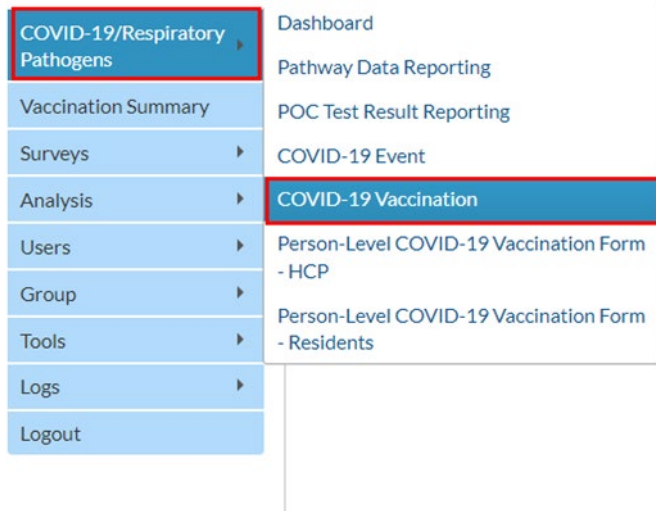 COVID-19/Respiratory
Pathogens
Vaccination Summary
Surveys
Analysis
Users
Group
Tools
Logs
Logout
Dashboard
Pathway Data Reporting
POC Test Result Reporting
COVID-19 Event
COVID-19 Vaccination
Person-Level COVID-19 Vaccination Form
- HCP
Person-Level COVID-19 Vaccination Form
- Residents